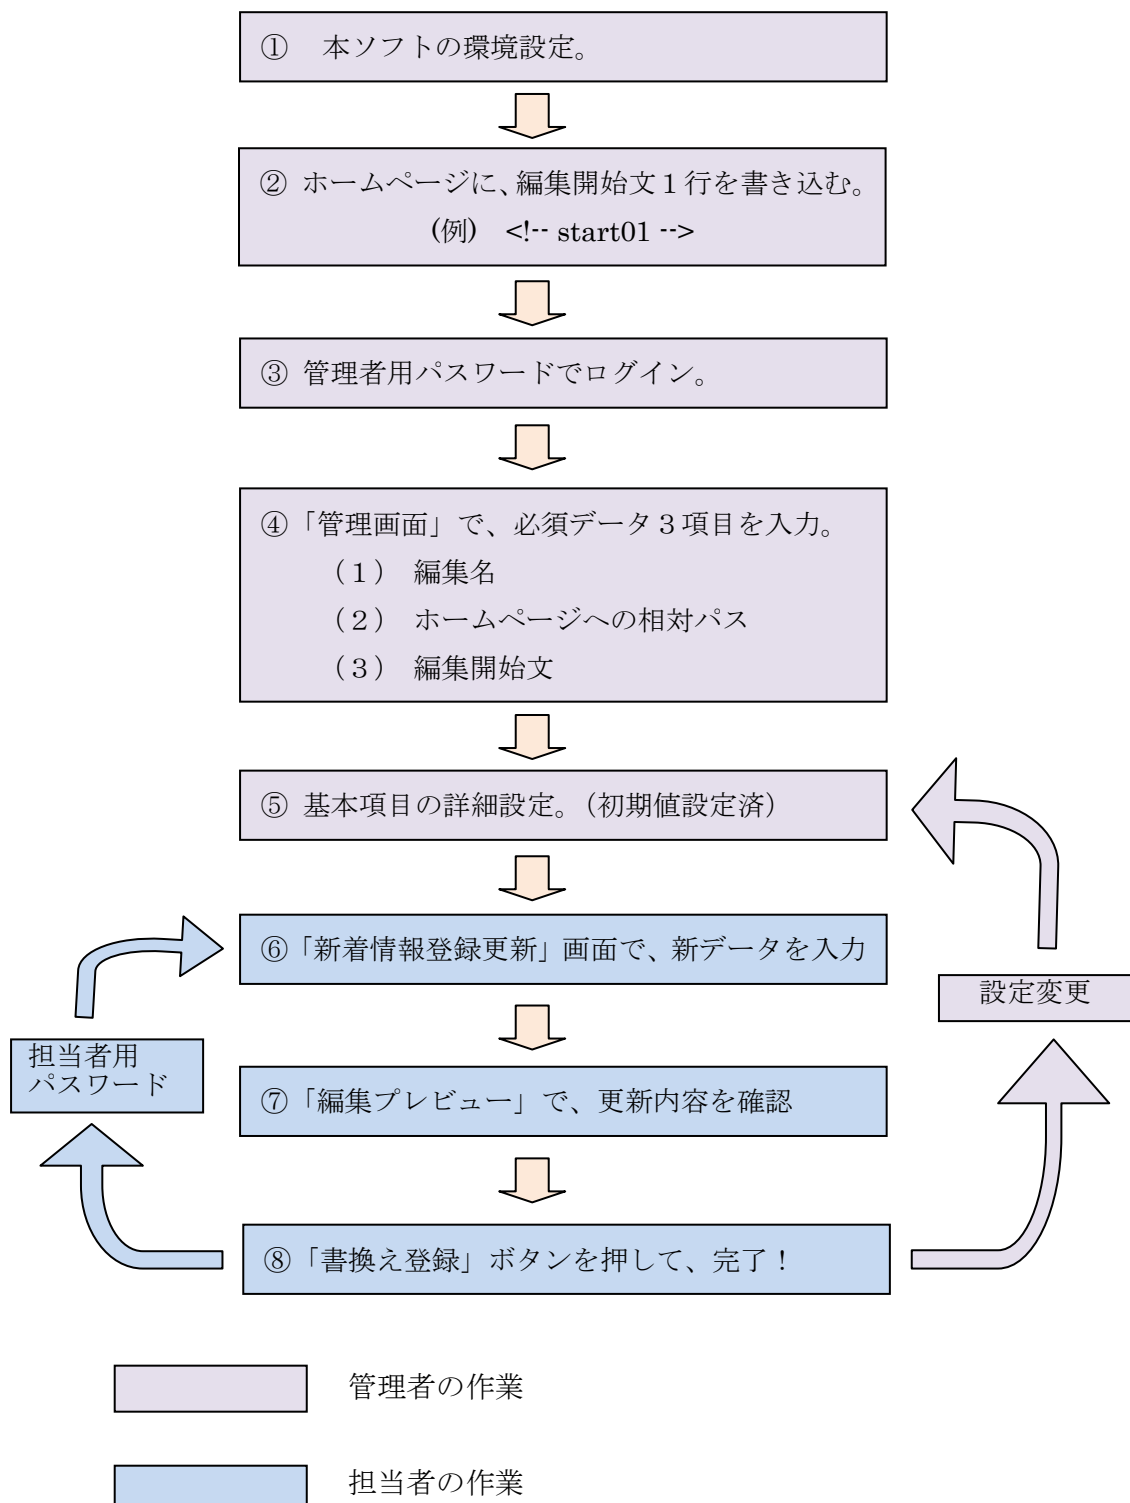 ① 本ソフトの環境設定。
② ホームページに、編集開始文１行を書き込む。
(例) <!-- start01 -->
③ 管理者用パスワードでログイン。
④「管理画面」で、必須データ３項目を入力。
（１） 編集名
（２） ホームページへの相対パス
（３） 編集開始文
⑤ 基本項目の詳細設定。（初期値設定済）
⑥「新着情報登録更新」画面で、新データを入力
設定変更
担当者用
パスワード
⑦「編集プレビュー」で、更新内容を確認
⑧「書換え登録」ボタンを押して、完了！
管理者の作業
担当者の作業